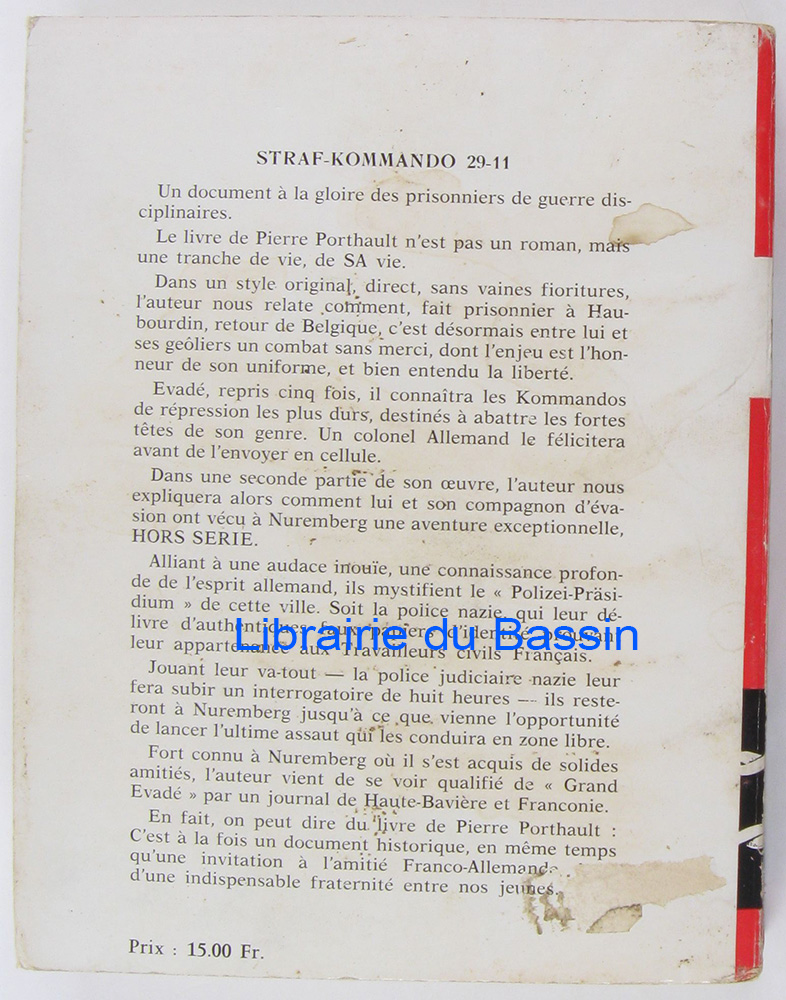 STRAF-KOMMANDO 29-11
Un document à la gloire des prisonniers de guerre dis-
ciplinaires.
Le livre de Pierre Porthault n'est pas un roman, mais
une tranche de vie, de SA vie.
Dans un style original, direct, sans vaines fioritures,
l'auteur nous relate comment, fait prisonnier à Hau-
bourdin, retour de Belgique, c'est désormais entre lui et
ses geôliers un combat sans merci, dont l'enjeu est l'hon-
neur de son uniforme, et bien entendu la liberté.
Evadé, repris cinq fois, il connaîtra les Kommandos
de répression les plus durs, destinés à abattre les fortes
têtes de son genre. Un colonel Allemand le félicitera
avant de l'envoyer en cellule.
Dans une seconde partie de son œuvre, l'auteur nous
expliquera alors comment lui et son compagnon d'éva-
sion ont vécu à Nuremberg une aventure exceptionnelle,
HORS SERIE.
Alliant à une audace inouïe, une connaissance profon-
de de l'esprit allemand, ils mystifient le « Polizei-Präsi-
dium » de cette ville. Soit la police nazie, qui leur dé-
livre d'authentiques faux papiers d'identité prouvant
Librairie du Bassin
leur appartenance aux Travailleurs civils Français.
Jouant leur va-tout — la police judiciaire nazie leur
fera subir un interrogatoire de huit heures — ils reste-
ront à Nuremberg jusqu'à ce que vienne l'opportunité
de lancer l'ultime assaut qui les conduira en zone libre.
Fort connu à Nuremberg où il s'est acquis de solides
amitiés, l'auteur vient de se voir qualifié de « Grand
Evadé » par un journal de Haute-Bavière et Franconie.
En fait, on peut dire du livre de Pierre Porthault :
C'est à la fois un document historique, en même temps
qu'une invitation à l'amitié Franco-Allemande
d'une indispensable fraternité entre nos jeunes.
Prix : 15.00 Fr.